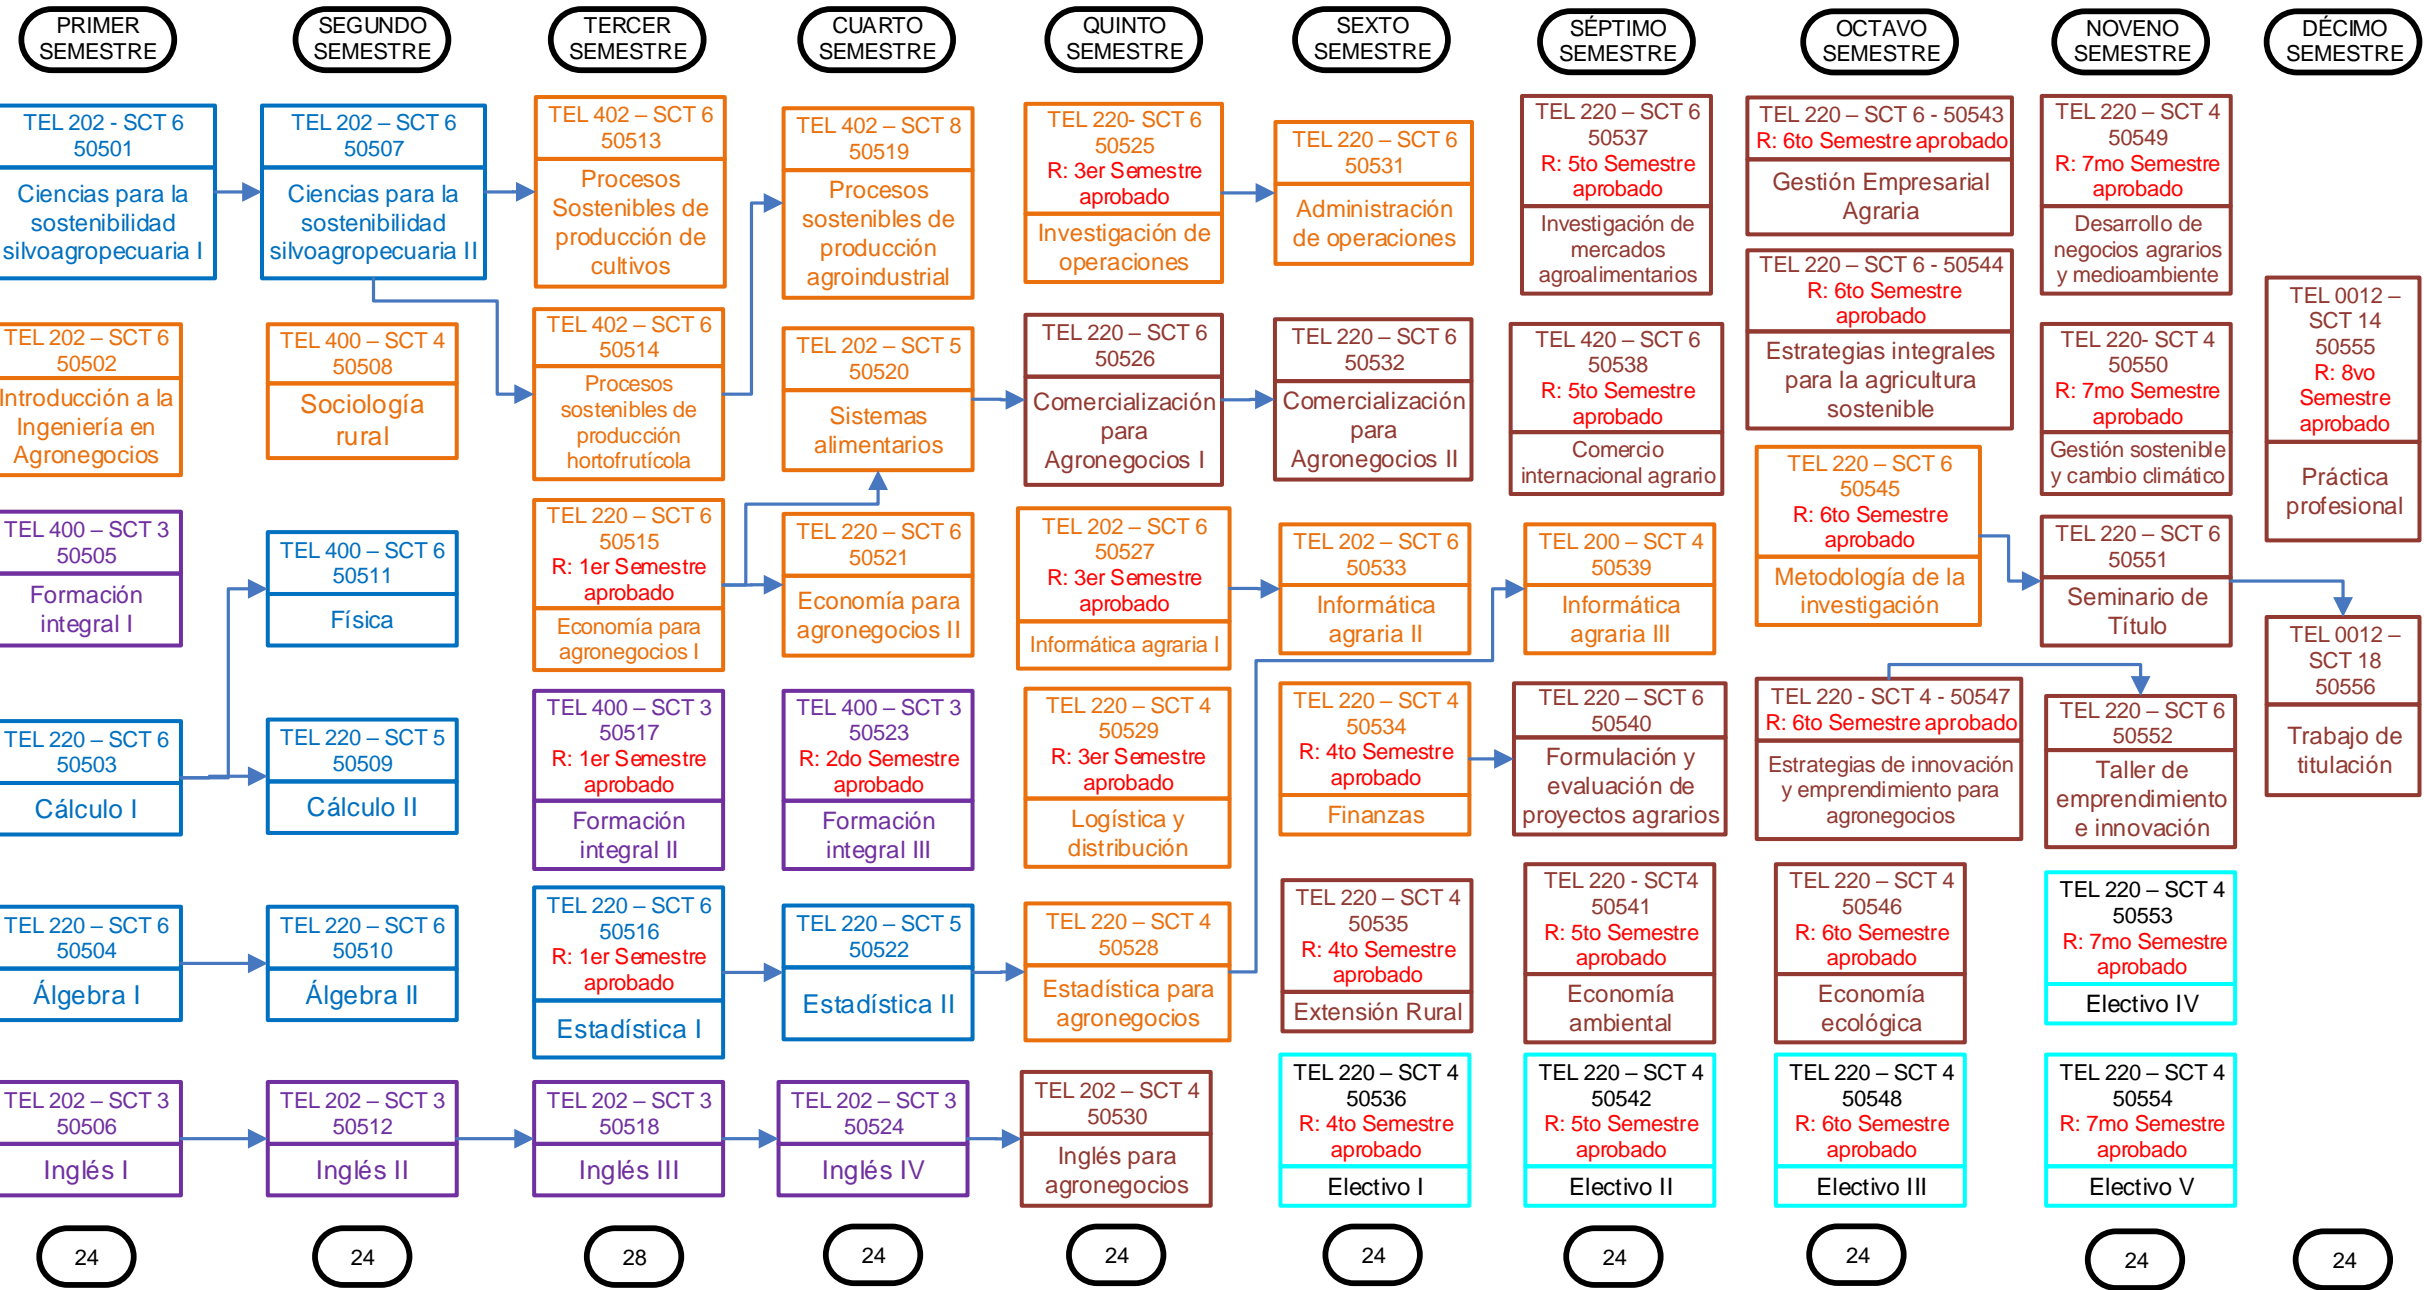 PRIMER
SEMESTRE
SEGUNDO
SEMESTRE
TERCER
SEMESTRE
CUARTO
SEMESTRE
QUINTO
SEMESTRE
SEXTO
SEMESTRE
SÉPTIMO
SEMESTRE
OCTAVO
SEMESTRE
NOVENO
SEMESTRE
DÉCIMO
SEMESTRE
TEL 202 - SCT 6
50501
Ciencias para la
sostenibilidad
silvoagropecuaria I
TEL 202 – SCT 6
50502
Introducción a la
Ingeniería en
Agronegocios
TEL 400 – SCT 3
50505
Formación
integral I
TEL 220 – SCT 6
50503
Cálculo I
TEL 220 – SCT 6
50504
Álgebra I
TEL 202 – SCT 3
50506
Inglés I
24
TEL 202 – SCT 6
50507
Ciencias para la
sostenibilidad
silvoagropecuaria II
TEL 400 – SCT 4
50508
Sociología
rural
TEL 400 – SCT 6
50511
Física
TEL 220 – SCT 5
50509
Cálculo II
TEL 220 – SCT 6
50510
Álgebra II
TEL 202 – SCT 3
50512
Inglés II
24
TEL 402 – SCT 6
50513
Procesos
Sostenibles de
producción de
cultivos
TEL 402 – SCT 6
50514
Procesos
sostenibles de
producción
hortofrutícola
TEL 220 – SCT 6
50515
R: 1er Semestre
aprobado
Economía para
agronegocios I
TEL 400 – SCT 3
50517
R: 1er Semestre
aprobado
Formación
integral II
TEL 220 – SCT 6
50516
R: 1er Semestre
aprobado
Estadística I
TEL 202 – SCT 3
50518
Inglés III
28
TEL 402 – SCT 8
50519
Procesos
sostenibles de
producción
agroindustrial
TEL 202 – SCT 5
50520
Sistemas
alimentarios
TEL 220 – SCT 6
50521
Economía para
agronegocios II
TEL 400 – SCT 3
50523
R: 2do Semestre
aprobado
Formación
integral III
TEL 220 – SCT 5
50522
Estadística II
TEL 202 – SCT 3
50524
Inglés IV
24
TEL 220- SCT 6
50525
R: 3er Semestre
aprobado
Investigación de
operaciones
TEL 220 – SCT 6
50526
Comercialización
para
Agronegocios I
TEL 202 – SCT 6
50527
R: 3er Semestre
aprobado
Informática agraria I
TEL 220 – SCT 4
50529
R: 3er Semestre
aprobado
Logística y
distribución
TEL 220 – SCT 4
50528
Estadística para
agronegocios
TEL 202 – SCT 4
50530
Inglés para
agronegocios
24
TEL 220 – SCT 6
50531
Administración
de operaciones
TEL 220 – SCT 6
50532
Comercialización
para
Agronegocios II
TEL 202 – SCT 6
50533
Informática
agraria II
TEL 220 – SCT 4
50534
R: 4to Semestre
aprobado
Finanzas
TEL 220 – SCT 4
50535
R: 4to Semestre
aprobado
Extensión Rural
TEL 220 – SCT 4
50536
R: 4to Semestre
aprobado
Electivo I
24
TEL 220 – SCT 6
50537
R: 5to Semestre
aprobado
Investigación de
mercados
agroalimentarios
TEL 420 – SCT 6
50538
R: 5to Semestre
aprobado
Comercio
internacional agrario
TEL 200 – SCT 4
50539
Informática
agraria III
TEL 220 – SCT 6
50540
Formulación y
evaluación de
proyectos agrarios
TEL 220 - SCT4
50541
R: 5to Semestre
aprobado
Economía
ambiental
TEL 220 – SCT 4
50542
R: 5to Semestre
aprobado
Electivo II
24
TEL 220 – SCT 6 - 50543
R: 6to Semestre aprobado
Gestión Empresarial
Agraria
TEL 220 – SCT 6 - 50544
R: 6to Semestre
aprobado
Estrategias integrales
para la agricultura
sostenible
TEL 220 – SCT 6
50545
R: 6to Semestre
aprobado
Metodología de la
investigación
TEL 220 - SCT 4 - 50547
R: 6to Semestre aprobado
Estrategias de innovación
y emprendimiento para
agronegocios
TEL 220 – SCT 4
50546
R: 6to Semestre
aprobado
Economía
ecológica
TEL 220 – SCT 4
50548
R: 6to Semestre
aprobado
Electivo III
24
TEL 220 – SCT 4
50549
R: 7mo Semestre
aprobado
Desarrollo de
negocios agrarios
y medioambiente
TEL 220- SCT 4
50550
R: 7mo Semestre
aprobado
Gestión sostenible
y cambio climático
TEL 220 – SCT 6
50551
Seminario de
Título
TEL 220 – SCT 6
50552
Taller de
emprendimiento
e innovación
TEL 220 – SCT 4
50553
R: 7mo Semestre
aprobado
Electivo IV
TEL 220 – SCT 4
50554
R: 7mo Semestre
aprobado
Electivo V
24
TEL 0012 –
SCT 14
50555
R: 8vo
Semestre
aprobado
Práctica
profesional
TEL 0012 –
SCT 18
50556
Trabajo de
titulación
24